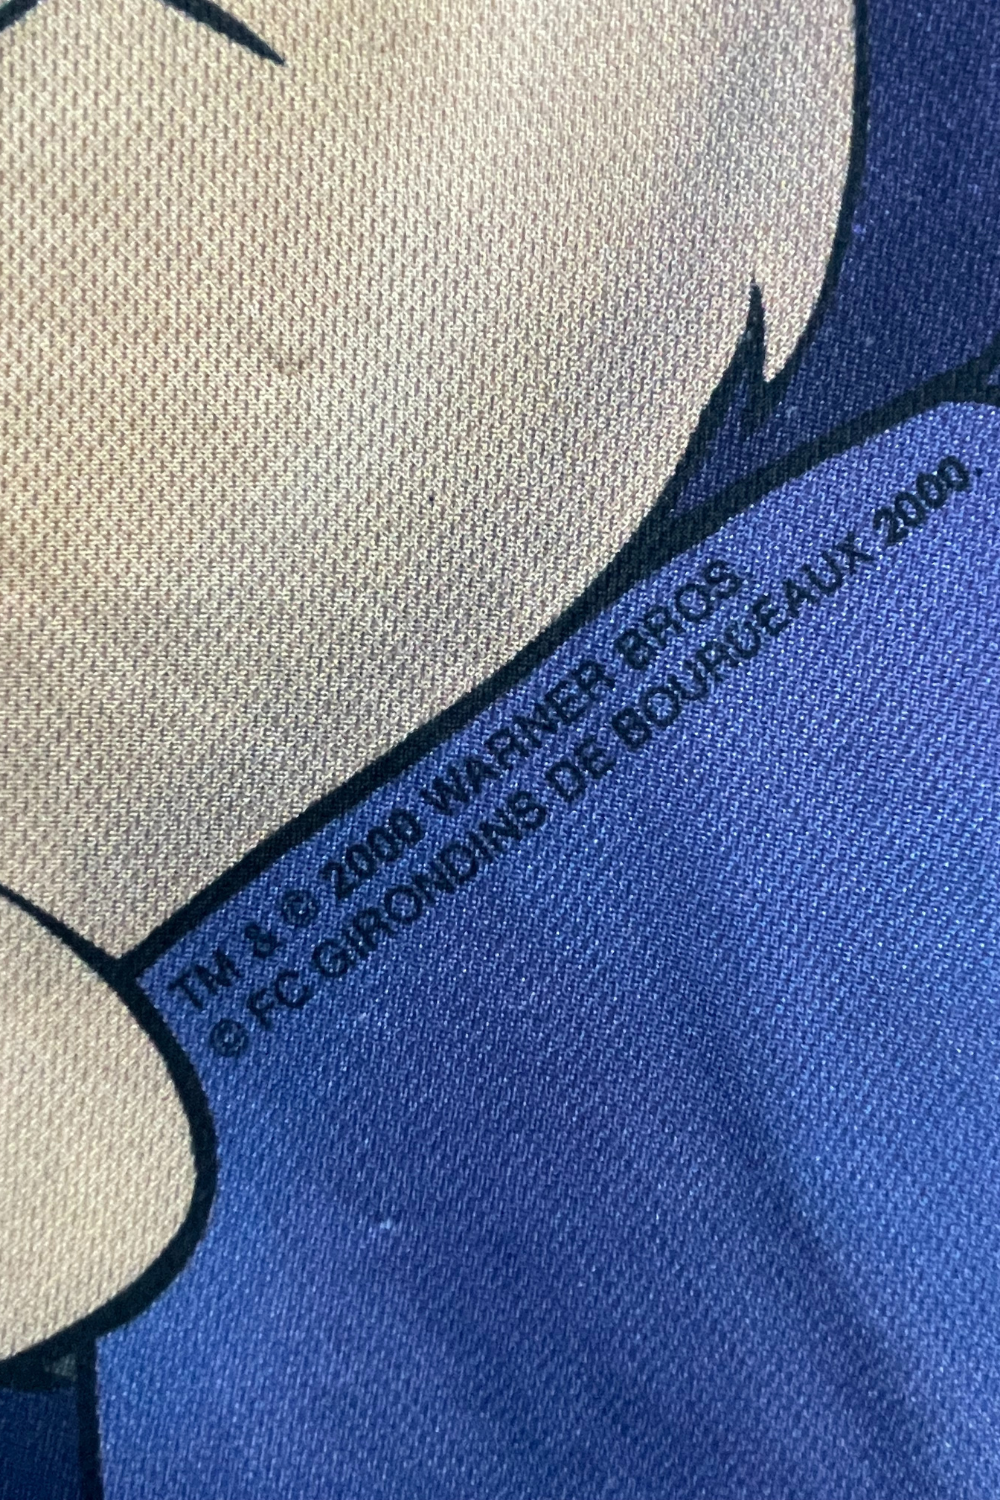 TM & © 2000 WARNER BROS.
© FC GIRONDINS DE BOURDEAUX 2000.